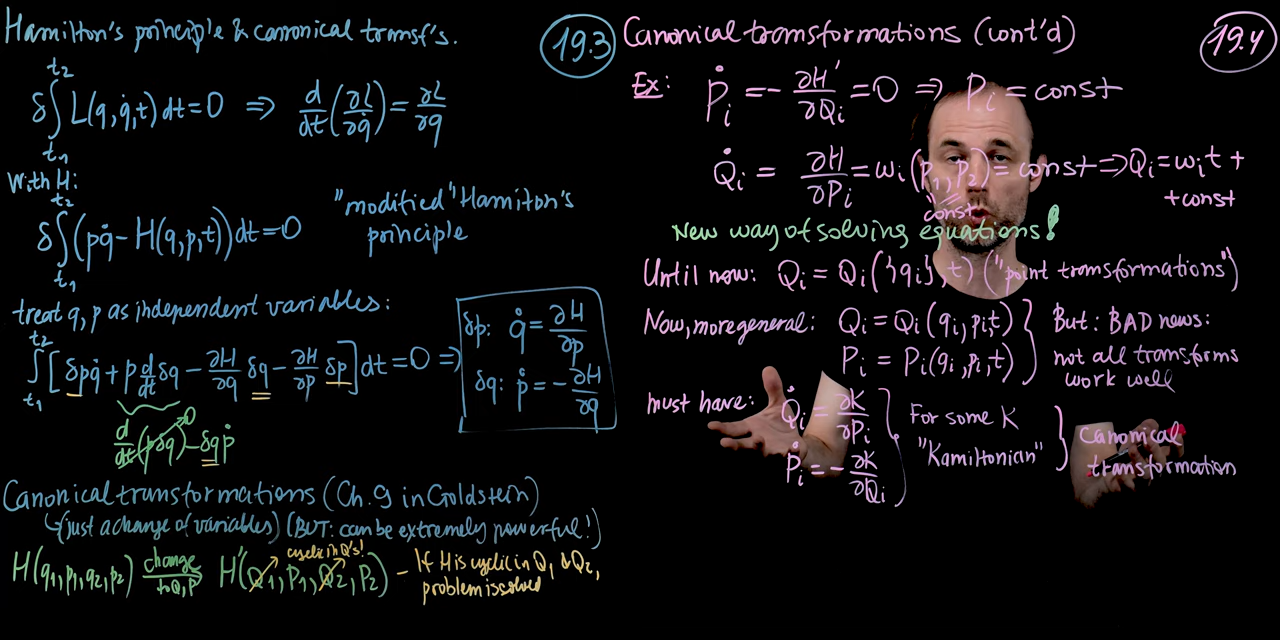 Hamilton's principle & canonical transf's.
19.3
δ∫_{t₁}^{t₂} L(q,q̇,t)dt=0 ⇒ d/dt(∂L/∂q̇)=∂L/∂q
With H:
δ∫_{t₁}^{t₂}(pq̇-H(q,p,t))dt=0
"modified" Hamilton's
principle
treat q,p as independent variables:
∫_{t₁}^{t₂}[δpq̇+p d/dt δq-∂H/∂q δq-∂H/∂p δp]dt=0 ⇒
δp: q̇=∂H/∂p
δq: ṗ=-∂H/∂q
d/dt(pδq)→0 -δqṗ
Canonical transformations (Ch.9 in Goldstein)
↳(just a change of variables) (BUT: can be extremely powerful!)
cyclic in Q's!
H(q₁,p₁,q₂,p₂) change to Q,P → H'(Q₁,P₁,Q₂,P₂) - If H is cyclic in Q₁ & Q₂,
problem is solved
Canonical transformations (cont'd)
19.4
Ex: Ṗi=-∂H'/∂Qi=0 ⇒ Pi=const
Q̇i=∂H/∂Pi=ωi(P₁,P₂)=const⇒Qi=ωit+
+const
const
New way of solving equations!
Until now: Qi=Qi({qi},t) ("point transformations")
Now, more general: Qi=Qi(qi,pi,t)
Pi=Pi(qi,pi,t)
But: BAD news:
not all transforms
work well
must have: Q̇i=∂K/∂Pi
Ṗi=-∂K/∂Qi
For some K
"Kamiltonian"
Canonical
transformation